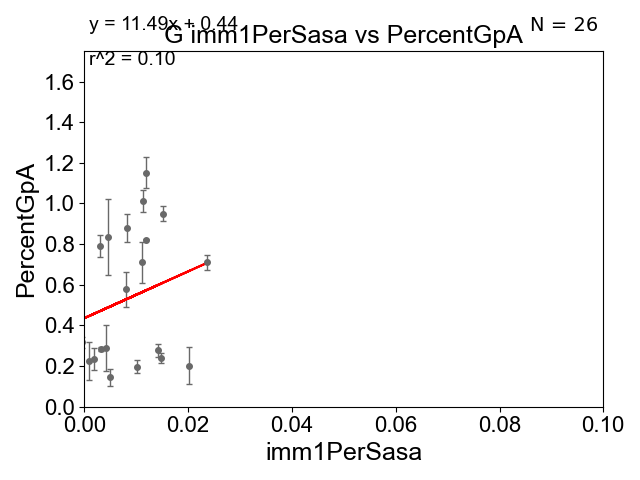 y = 11.49x + 0.44
N = 26
G imm1PerSasa vs PercentGpA
r^2 = 0.10
1.6
1.4
1.2
1.0
0.8
0.6
0.4
0.2
0.0
PercentGpA
0.00 0.02 0.04 0.06 0.08 0.10
imm1PerSasa